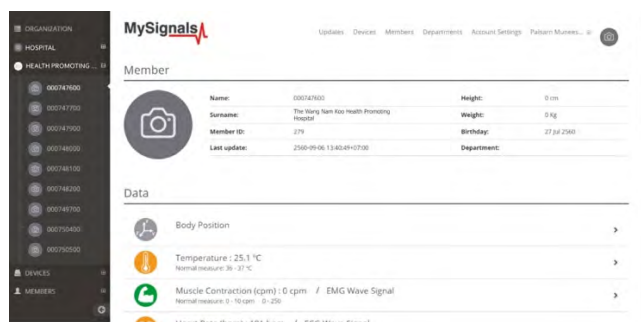 MySignals
Updates Devices Members Departments Account Settings
ORGANIZATION
HOSPITAL
HEALTH PROMOTING ...
000747600
000747700
000747900
000748000
000748100
000748200
000749700
000750400
000750500
DEVICES
MEMBERS
Member
Name: 000747600 Height: 0 cm
Surname: The Wang Nam Koo Health Promoting Hospital Weight: 0 Kg
Member ID: 279 Birthday: 27 Jul 2560
Last update: 2560-09-06 13:40:49+07:00 Department:
Data
Body Position
Temperature : 25.1 °C
Normal measure: 36 - 37 °C
Muscle Contraction (cpm) : 0 cpm / EMG Wave Signal
Normal measure: 0 - 10 cpm 0 - 250